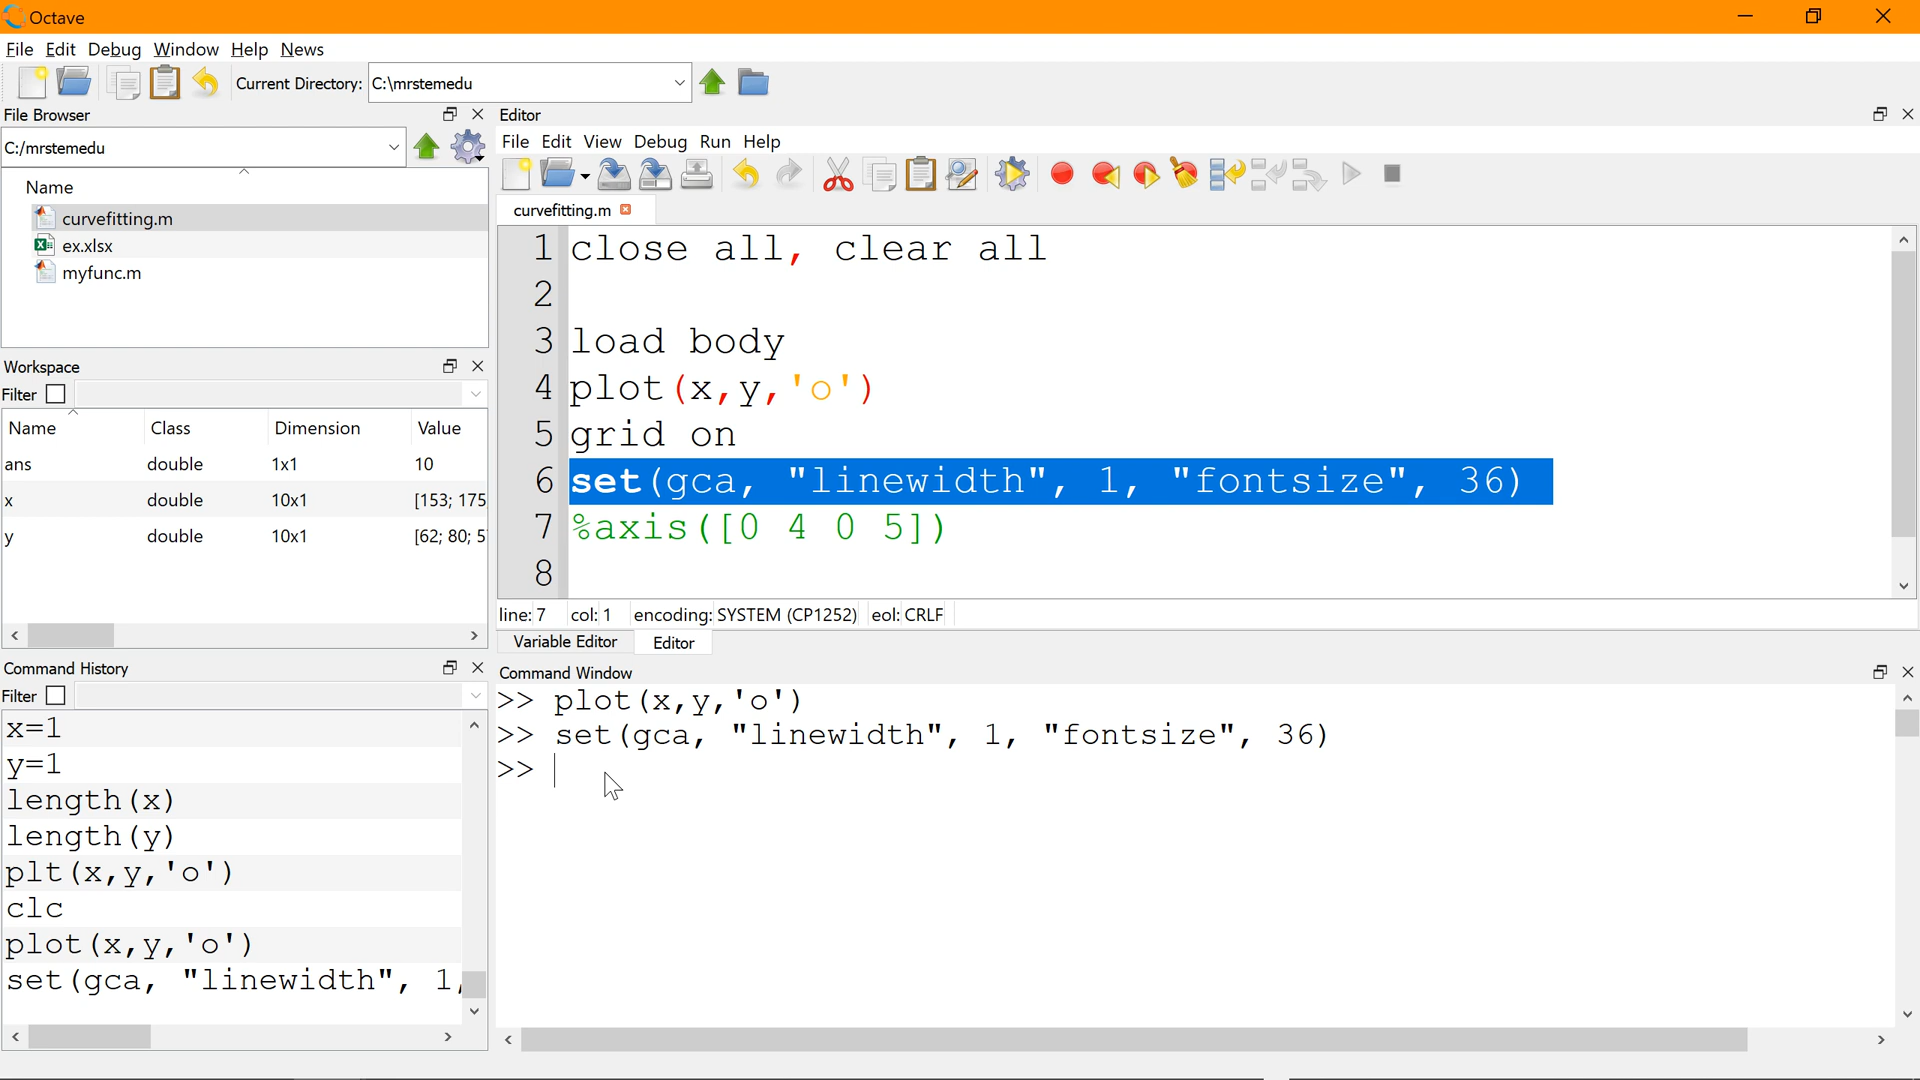 Octave
File Edit Debug Window Help News
Current Directory: C:\mrstemedu
File Browser
C:/mrstemedu
Name
curvefitting.m
ex.xlsx
myfunc.m
Workspace
Filter
Name Class Dimension Value
ans double 1x1 10
x double 10x1 [153; 175
y double 10x1 [62; 80; 5
Command History
Filter
x=1
y=1
length(x)
length(y)
plt(x,y,'o')
clc
plot(x,y,'o')
set(gca, "linewidth", 1,
Editor
File Edit View Debug Run Help
curvefitting.m
1 close all, clear all
2
3 load body
4 plot(x,y,'o')
5 grid on
6 set(gca, "linewidth", 1, "fontsize", 36)
7 %axis([0 4 0 5])
8
line: 7 col: 1 encoding: SYSTEM (CP1252) eol: CRLF
Variable Editor Editor
Command Window
>> plot(x,y,'o')
>> set(gca, "linewidth", 1, "fontsize", 36)
>>